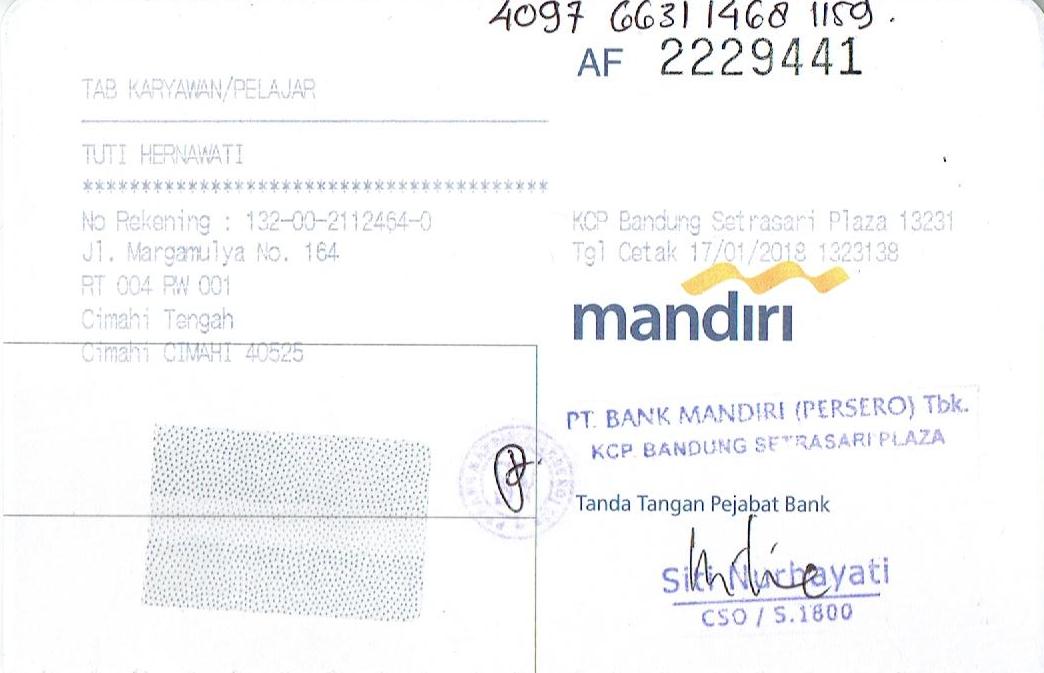 4097 6631 1468 1159.
AF 2229441
TAB KARYAWAN/PELAJAR
TUTI HERNAWATI
***************************************
No Rekening : 132-00-2112464-0
Jl. Margamulya No. 164
RT 004 RW 001
Cimahi Tengah
Cimahi CIMAHI 40525
KCP Bandung Setrasari Plaza 13231
Tgl Cetak 17/01/2018 1323138
mandiri
PT. BANK MANDIRI (PERSERO) Tbk.
KCP BANDUNG SETRASARI PLAZA
Tanda Tangan Pejabat Bank
Siti Nurhayati
CSO / S.1800